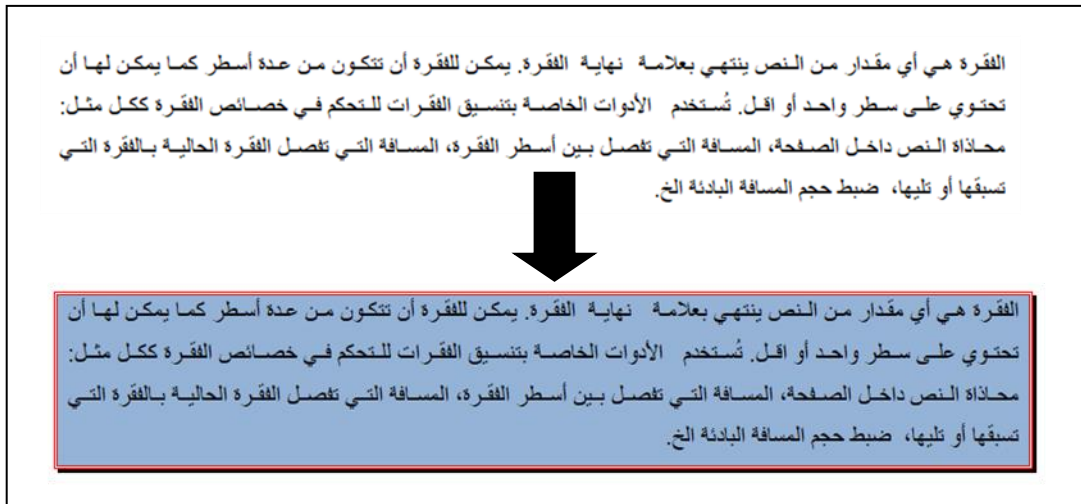 الفقرة هي أي مقدار من النص ينتهي بعلامة نهاية الفقرة. يمكن للفقرة أن تتكون من عدة أسطر كما يمكن لها أن
تحتوي على سطر واحد أو اقل. تُستخدم الأدوات الخاصة بتنسيق الفقرات للتحكم في خصائص الفقرة ككل مثل:
محاذاة النص داخل الصفحة، المسافة التي تفصل بين أسطر الفقرة، المسافة التي تفصل الفقرة الحالية بالفقرة التي
تسبقها أو تليها، ضبط حجم المسافة البادئة الخ.
الفقرة هي أي مقدار من النص ينتهي بعلامة نهاية الفقرة. يمكن للفقرة أن تتكون من عدة أسطر كما يمكن لها أن
تحتوي على سطر واحد أو اقل. تُستخدم الأدوات الخاصة بتنسيق الفقرات للتحكم في خصائص الفقرة ككل مثل:
محاذاة النص داخل الصفحة، المسافة التي تفصل بين أسطر الفقرة، المسافة التي تفصل الفقرة الحالية بالفقرة التي
تسبقها أو تليها، ضبط حجم المسافة البادئة الخ.